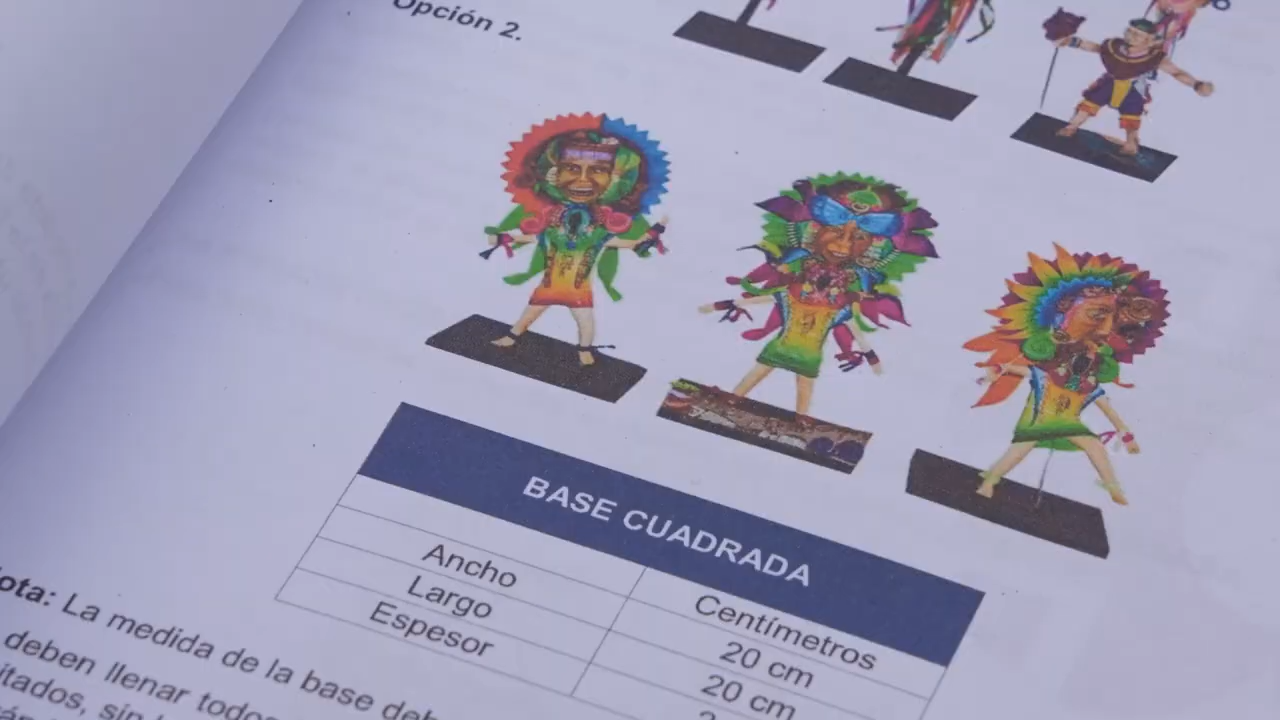 Opción 2.
BASE CUADRADA
Centímetros
Ancho 20 cm
Largo 20 cm
Espesor
ota: La medida de la base deb
deben llenar todos
itados, sin